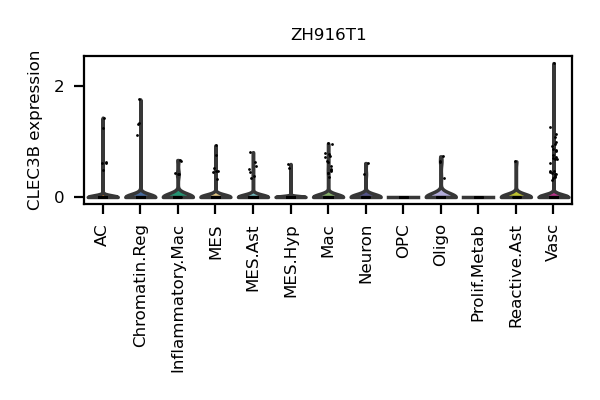 ZH916T1
CLEC3B expression
2
0
AC
Chromatin.Reg
Inflammatory.Mac
MES
MES.Ast
MES.Hyp
Mac
Neuron
OPC
Oligo
Prolif.Metab
Reactive.Ast
Vasc